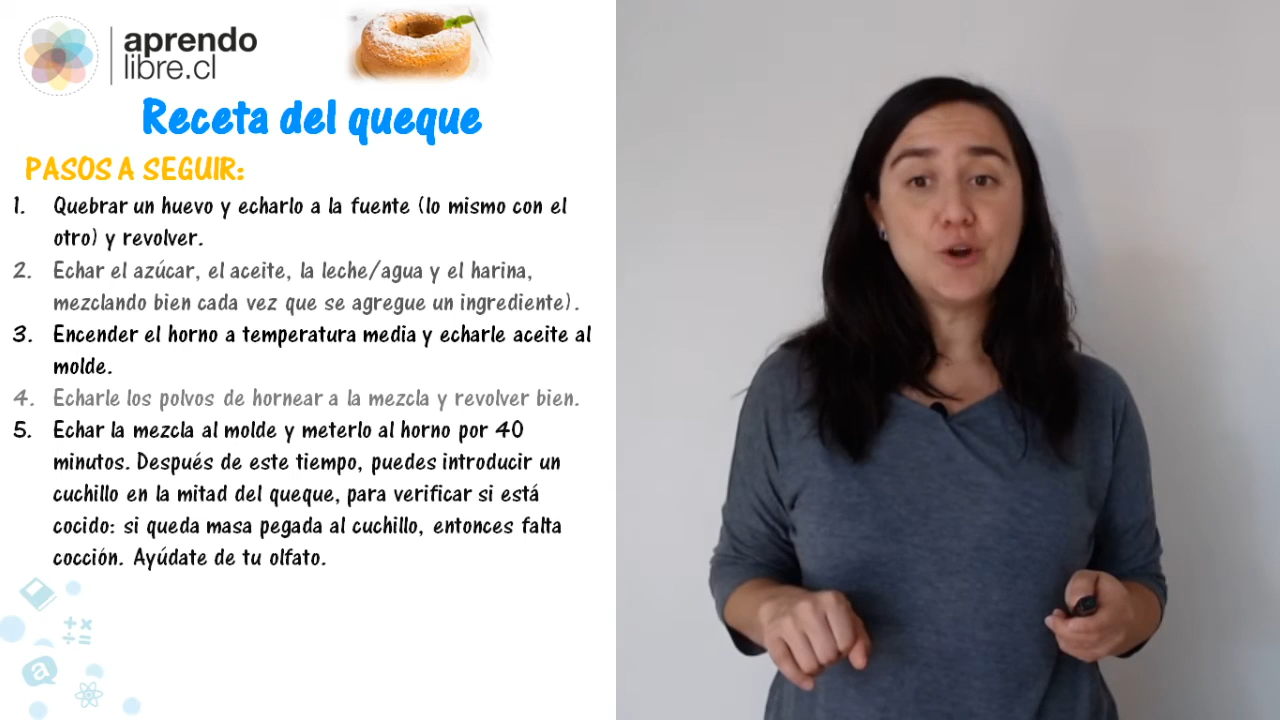 aprendo
libre.cl
Receta del queque
PASOS A SEGUIR:
1. Quebrar un huevo y echarlo a la fuente (lo mismo con el
otro) y revolver.
2. Echar el azúcar, el aceite, la leche/agua y el harina,
mezclando bien cada vez que se agregue un ingrediente).
3. Encender el horno a temperatura media y echarle aceite al
molde.
4. Echarle los polvos de hornear a la mezcla y revolver bien.
5. Echar la mezcla al molde y meterlo al horno por 40
minutos. Después de este tiempo, puedes introducir un
cuchillo en la mitad del queque, para verificar si está
cocido: si queda masa pegada al cuchillo, entonces falta
cocción. Ayúdate de tu olfato.
+ x
÷ =
a